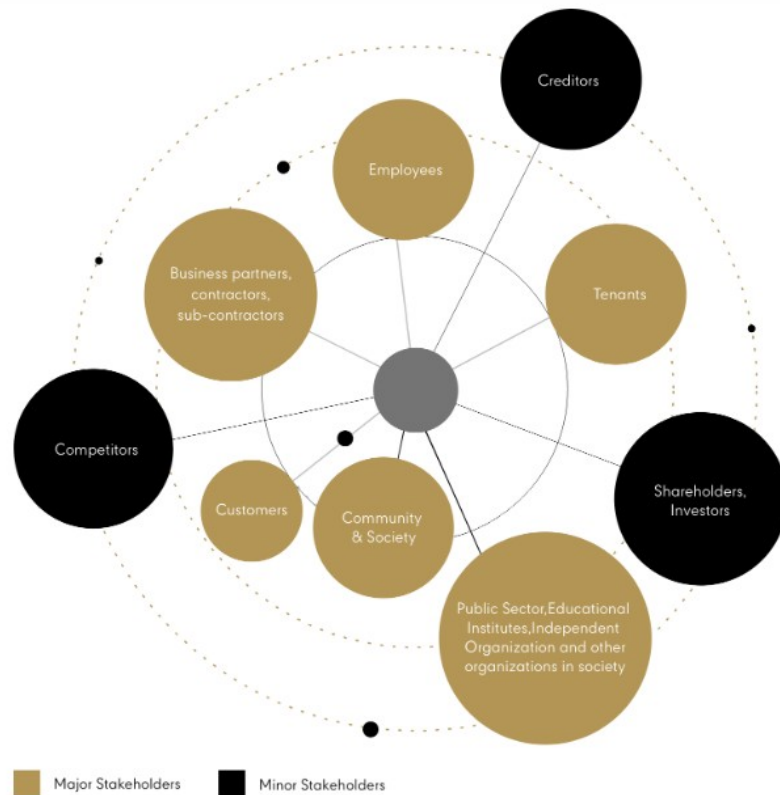 Creditors
Employees
Business partners,
contractors,
sub-contractors
Tenants
Competitors
Shareholders,
Investors
Customers
Community
& Society
Public Sector,Educational
Institutes,Independent
Organization and other
organizations in society
Major Stakeholders
Minor Stakeholders